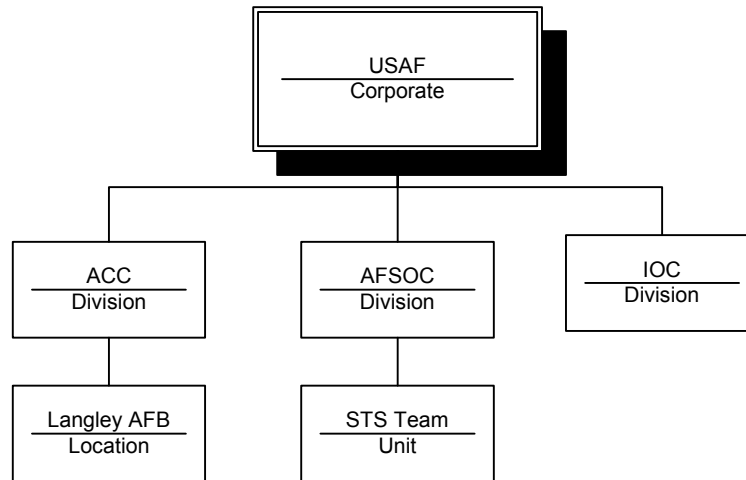 USAF
Corporate
ACC
Division
AFSOC
Division
IOC
Division
Langley AFB
Location
STS Team
Unit